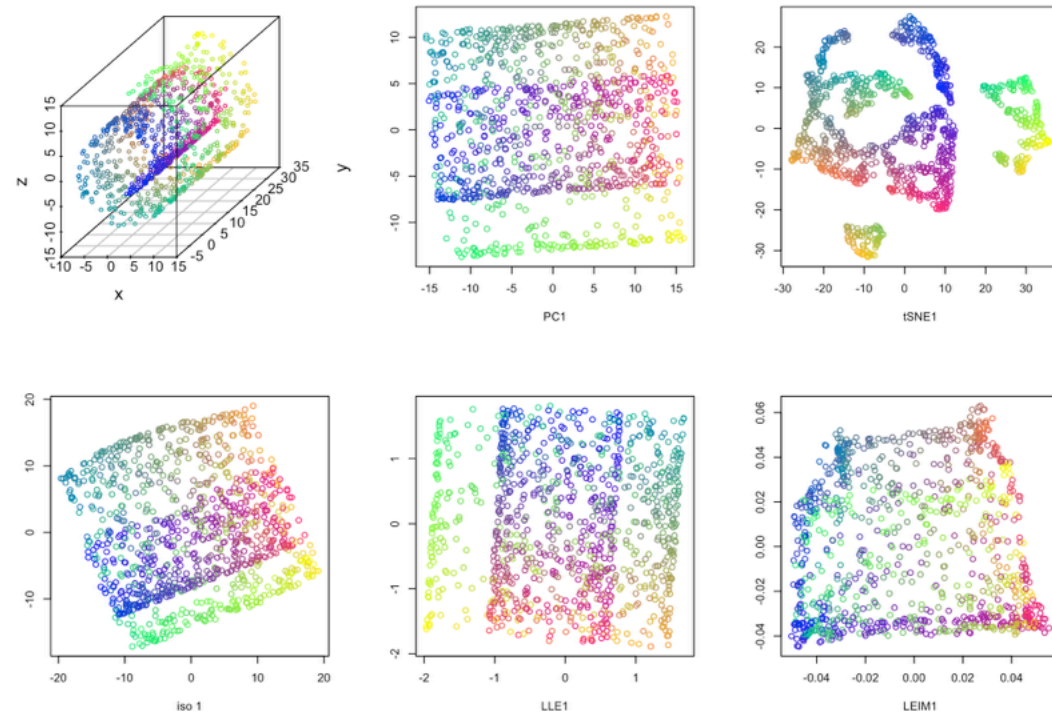 15
10
5
0
-5
-10
-15
z
-10 -5 0 5 10 15
x
-5 0 5 10 15 20 25 30 35
y
10
5
0
-5
-10
-15 -10 -5 0 5 10 15
PC1
20
10
0
-10
-20
-30
-30 -20 -10 0 10 20 30
tSNE1
20
10
0
-10
-20 -10 0 10 20
iso 1
1
0
-1
-2
-2 -1 0 1
LLE1
0.06
0.04
0.02
0.00
-0.02
-0.04
-0.04 -0.02 0.00 0.02 0.04
LEIM1